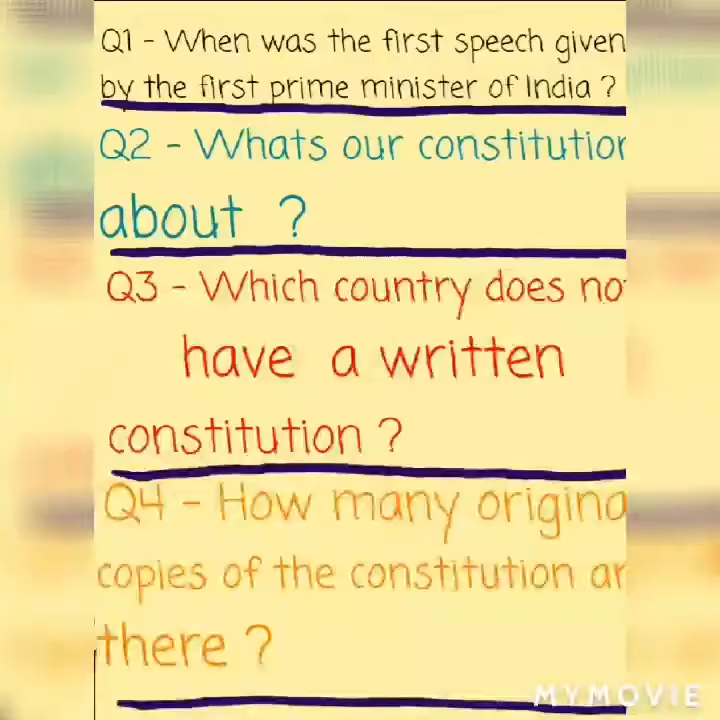 Q1 - When was the first speech given
by the first prime minister of India ?
Q2 - Whats our constitution
about ?
Q3 - Which country does not
have a written
constitution ?
Q4 - How many origina
copies of the constitution ar
there ?
MYMOVIE